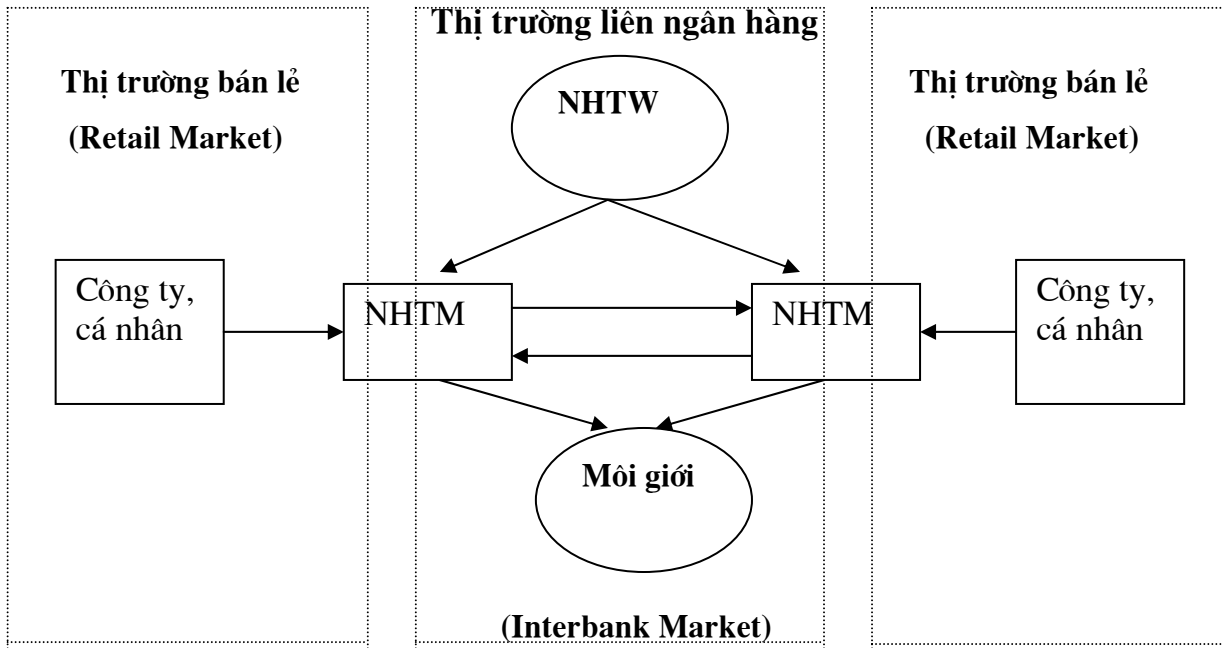 Thị trường liên ngân hàng
Thị trường bán lẻ
(Retail Market)
NHTW
Thị trường bán lẻ
(Retail Market)
Công ty,
cá nhân
NHTM
NHTM
Công ty,
cá nhân
Môi giới
(Interbank Market)